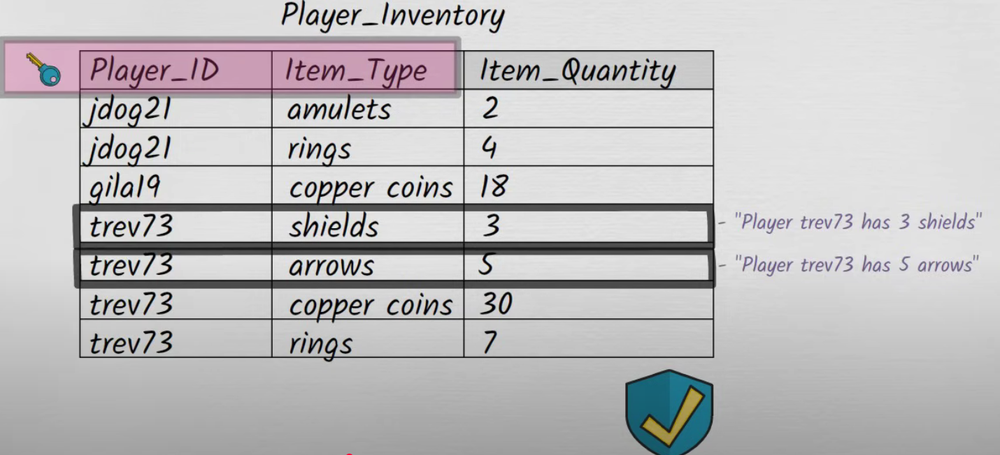 Player_Inventory
Player_ID Item_Type Item_Quantity
jdog21 amulets 2
jdog21 rings 4
gila19 copper coins 18
trev73 shields 3 - "Player trev73 has 3 shields"
trev73 arrows 5 - "Player trev73 has 5 arrows"
trev73 copper coins 30
trev73 rings 7